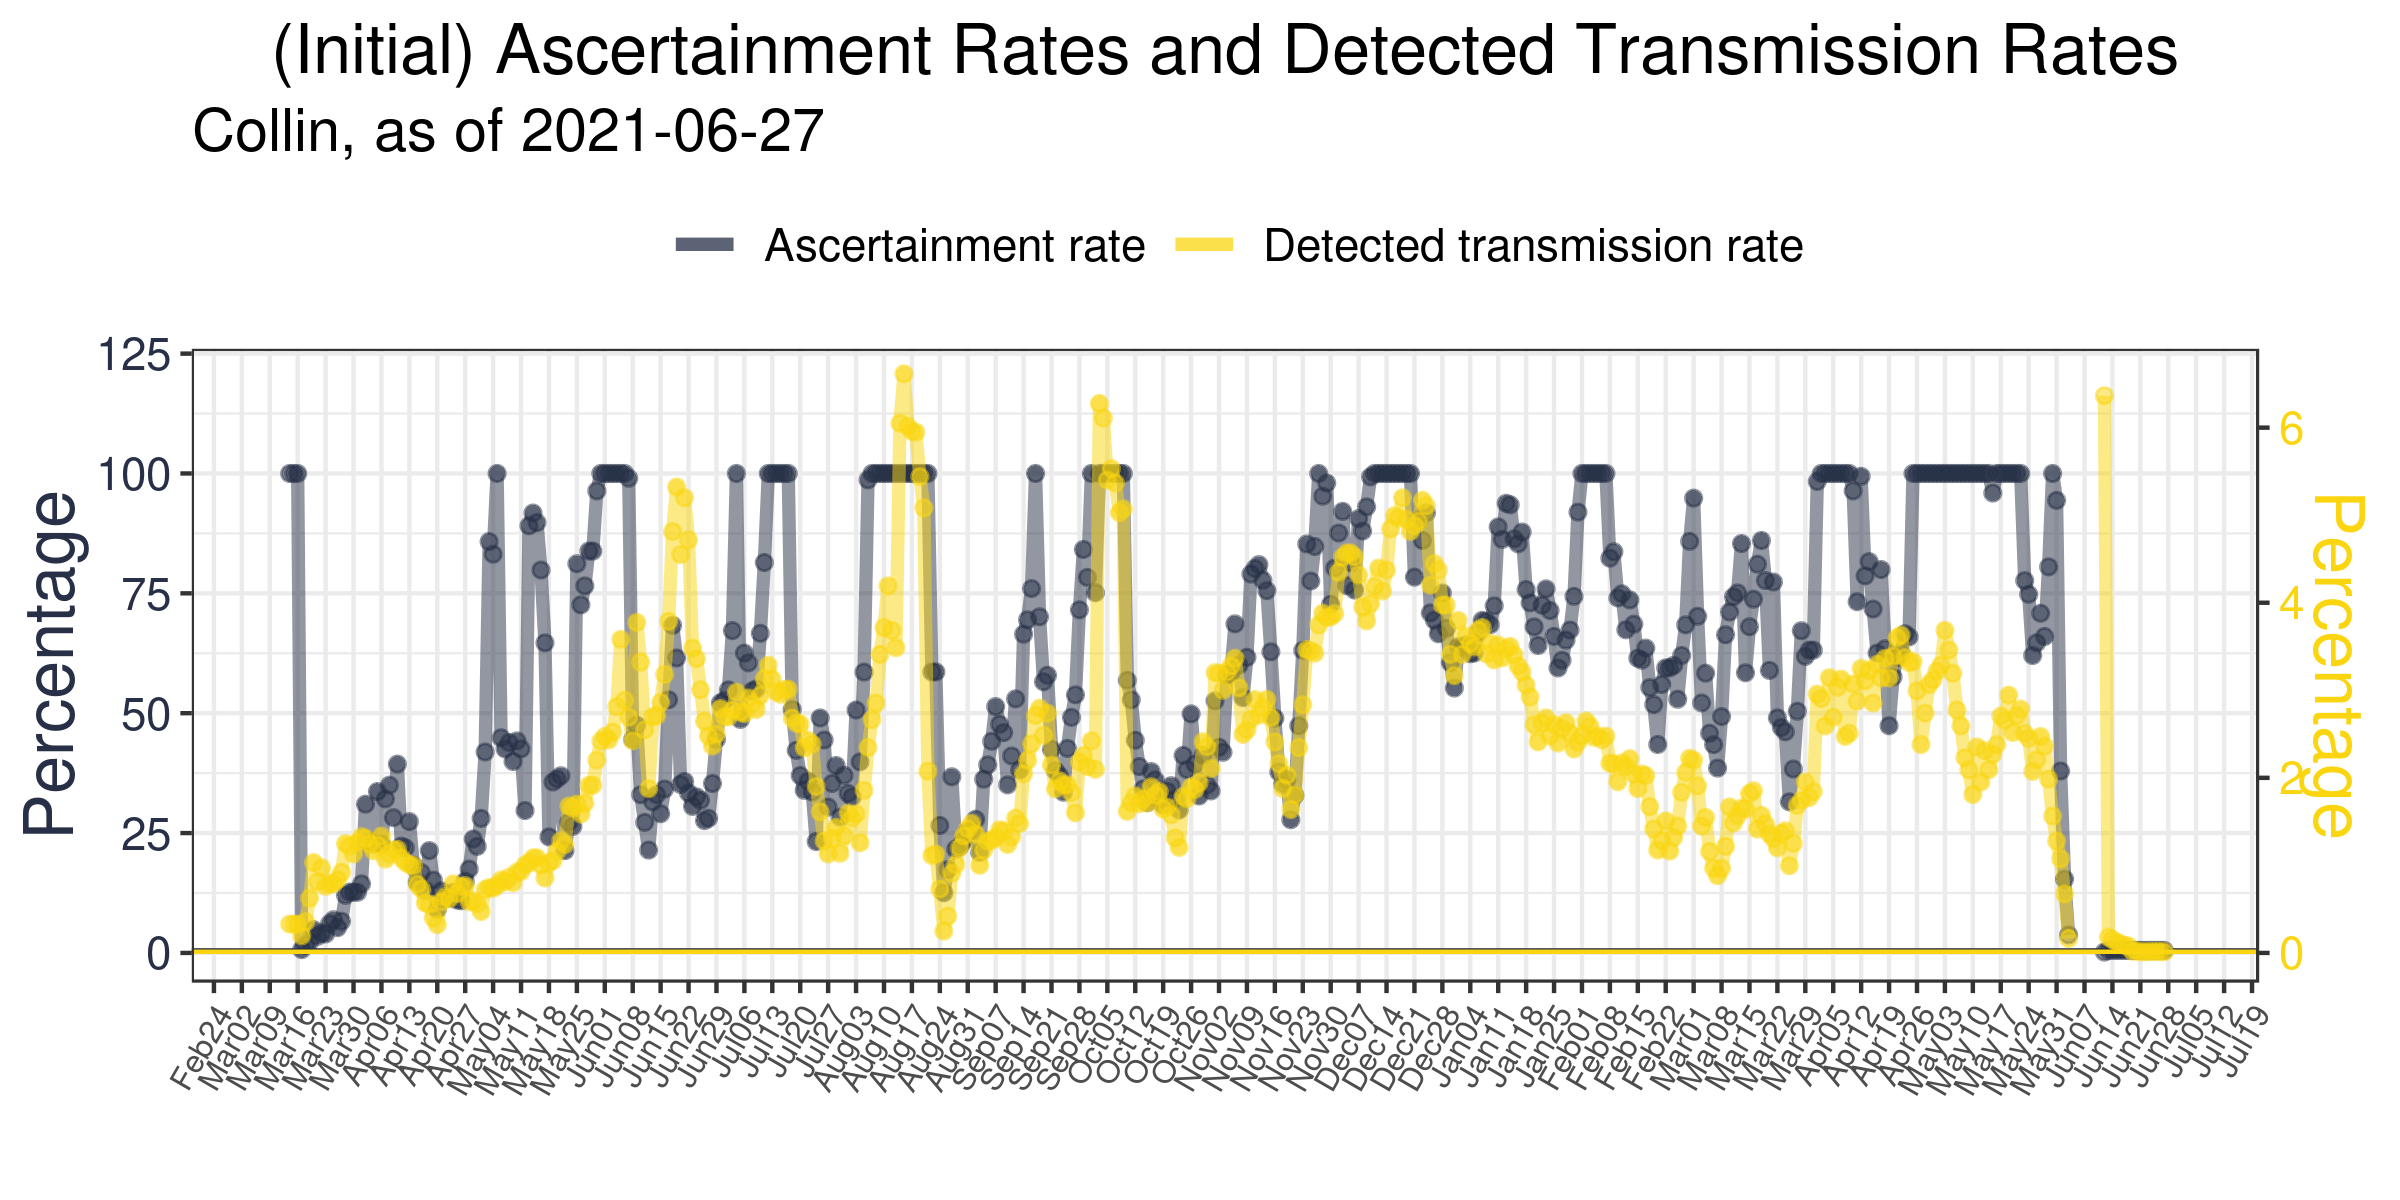 (Initial) Ascertainment Rates and Detected Transmission Rates
Collin, as of 2021-06-27
Ascertainment rate Detected transmission rate
125
100
75
50
25
0
Percentage
6
4
2
0
Percentage
Feb24 Mar02 Mar09 Mar16 Mar23 Mar30 Apr06 Apr13 Apr20 Apr27 May04 May11 May18 May25 Jun01 Jun08 Jun15 Jun22 Jun29 Jul06 Jul13 Jul20 Jul27 Aug03 Aug10 Aug17 Aug24 Aug31 Sep07 Sep14 Sep21 Sep28 Oct05 Oct12 Oct19 Oct26 Nov02 Nov09 Nov16 Nov23 Nov30 Dec07 Dec14 Dec21 Dec28 Jan04 Jan11 Jan18 Jan25 Feb01 Feb08 Feb15 Feb22 Mar01 Mar08 Mar15 Mar22 Mar29 Apr05 Apr12 Apr19 Apr26 May03 May10 May17 May24 May31 Jun07 Jun14 Jun21 Jun28 Jul05 Jul12 Jul19